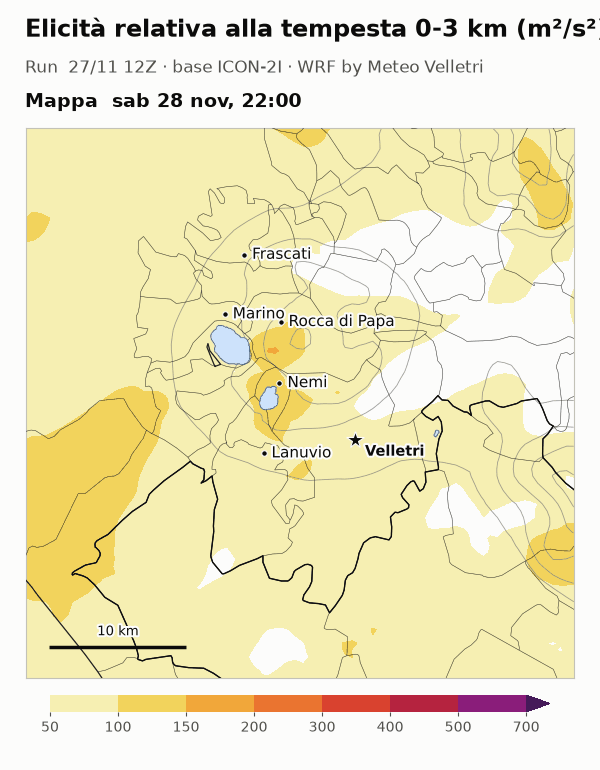 Elicità relativa alla tempesta 0-3 km (m²/s²)
Run 27/11 12Z · base ICON-2I · WRF by Meteo Velletri
Mappa sab 28 nov, 22:00
Frascati
Marino
Rocca di Papa
Nemi
Lanuvio
Velletri
10 km
50 100 150 200 300 400 500 700